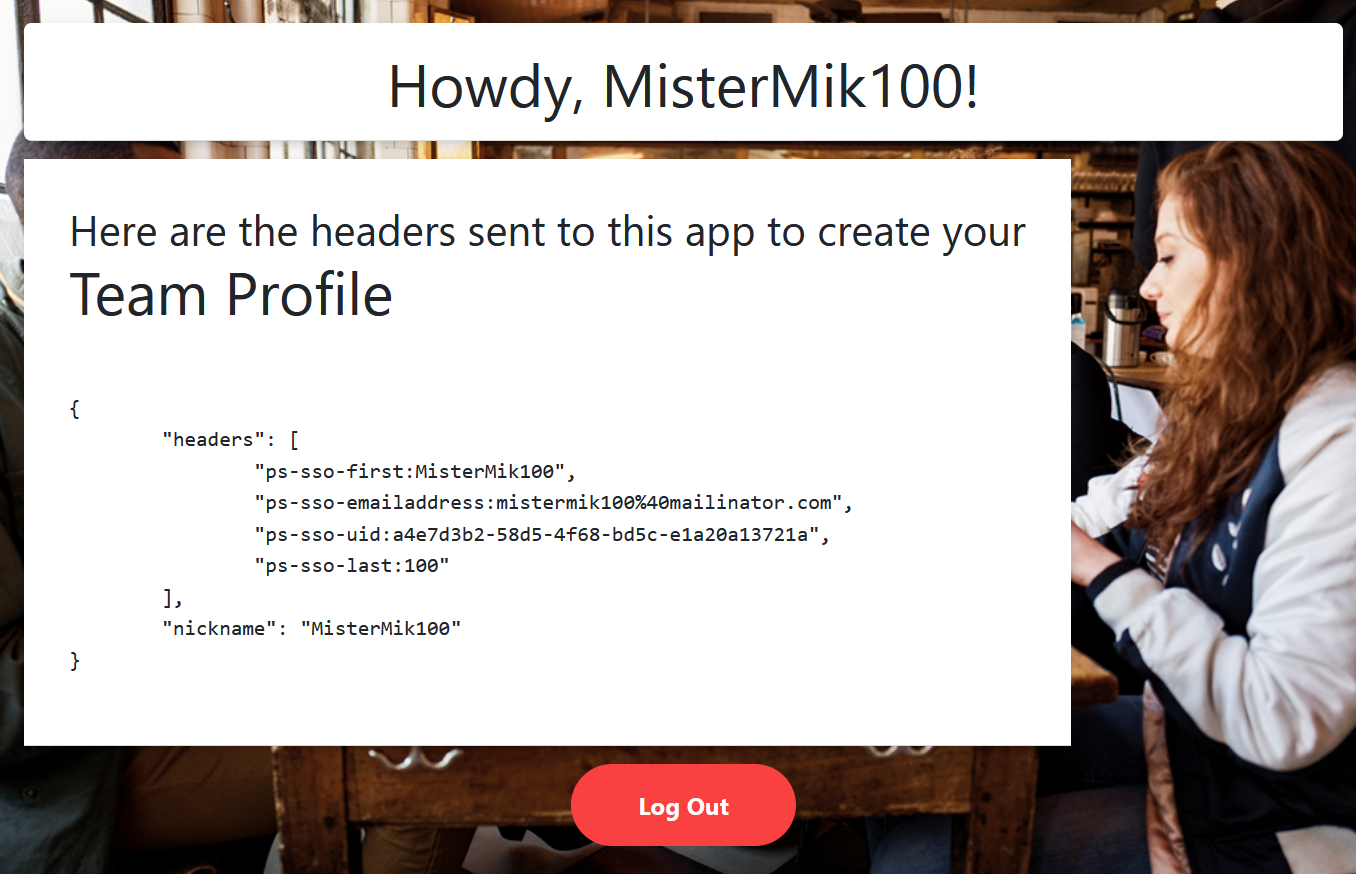 Howdy, MisterMik100!
Here are the headers sent to this app to create your
Team Profile
{
"headers": [
"ps-sso-first:MisterMik100",
"ps-sso-emailaddress:mistermik100%40mailinator.com",
"ps-sso-uid:a4e7d3b2-58d5-4f68-bd5c-e1a20a13721a",
"ps-sso-last:100"
],
"nickname": "MisterMik100"
}
Log Out